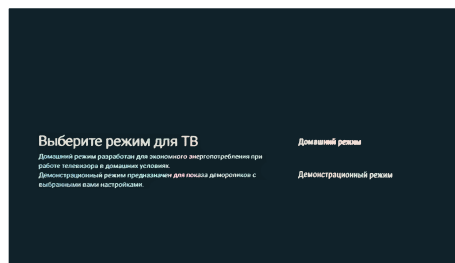 Выберите режим для ТВ
Домашний режим разработан для экономного энергопотребления при
работе телевизора в домашних условиях.
Демонстрационный режим предназначен для показа демороликов с
выбранными вами настройками.
Домашний режим
Демонстрационный режим